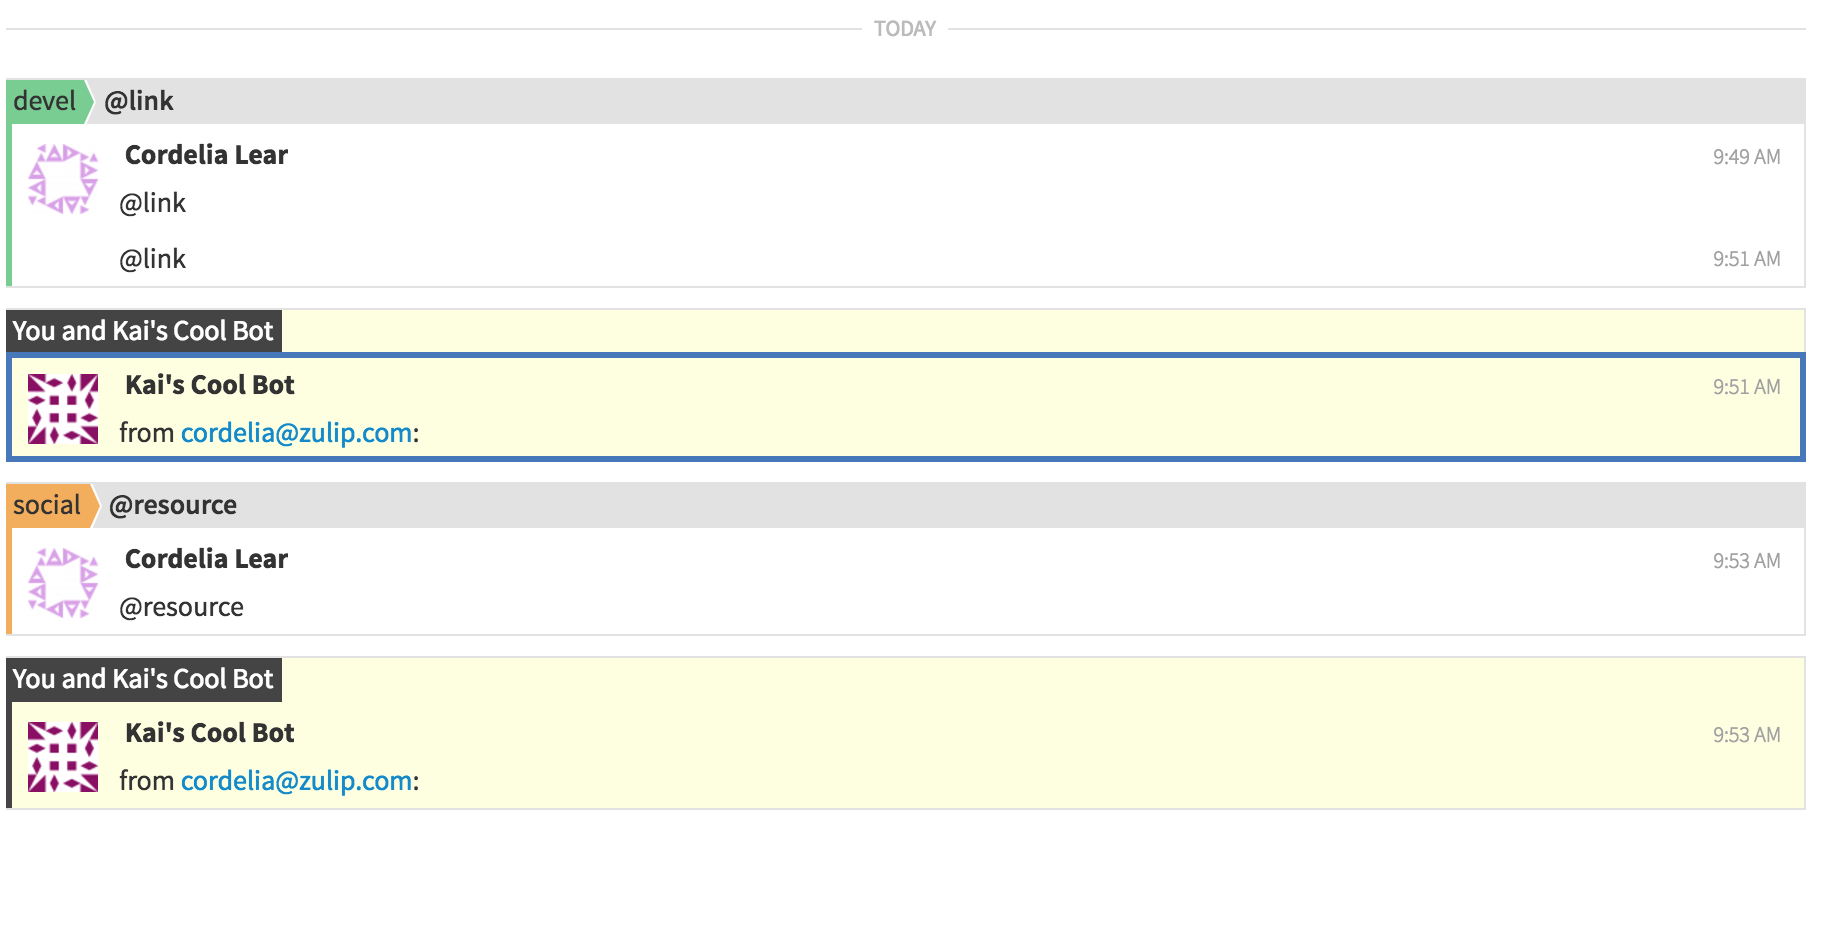 TODAY
devel @link
Cordelia Lear 9:49 AM
@link
@link 9:51 AM
You and Kai's Cool Bot
Kai's Cool Bot 9:51 AM
from cordelia@zulip.com:
social @resource
Cordelia Lear 9:53 AM
@resource
You and Kai's Cool Bot
Kai's Cool Bot 9:53 AM
from cordelia@zulip.com: